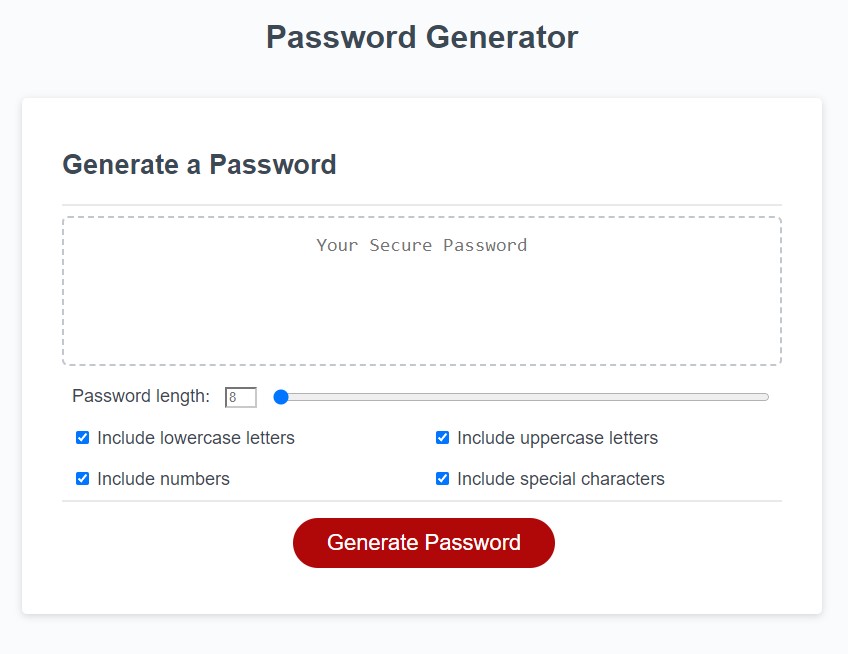 Password Generator
Generate a Password
Your Secure Password
Password length: 8
Include lowercase letters Include uppercase letters
Include numbers Include special characters
Generate Password